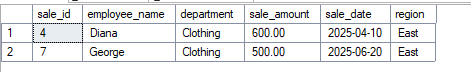 sale_id employee_name department sale_amount sale_date region
1 4 Diana Clothing 600.00 2025-04-10 East
2 7 George Clothing 500.00 2025-06-20 East